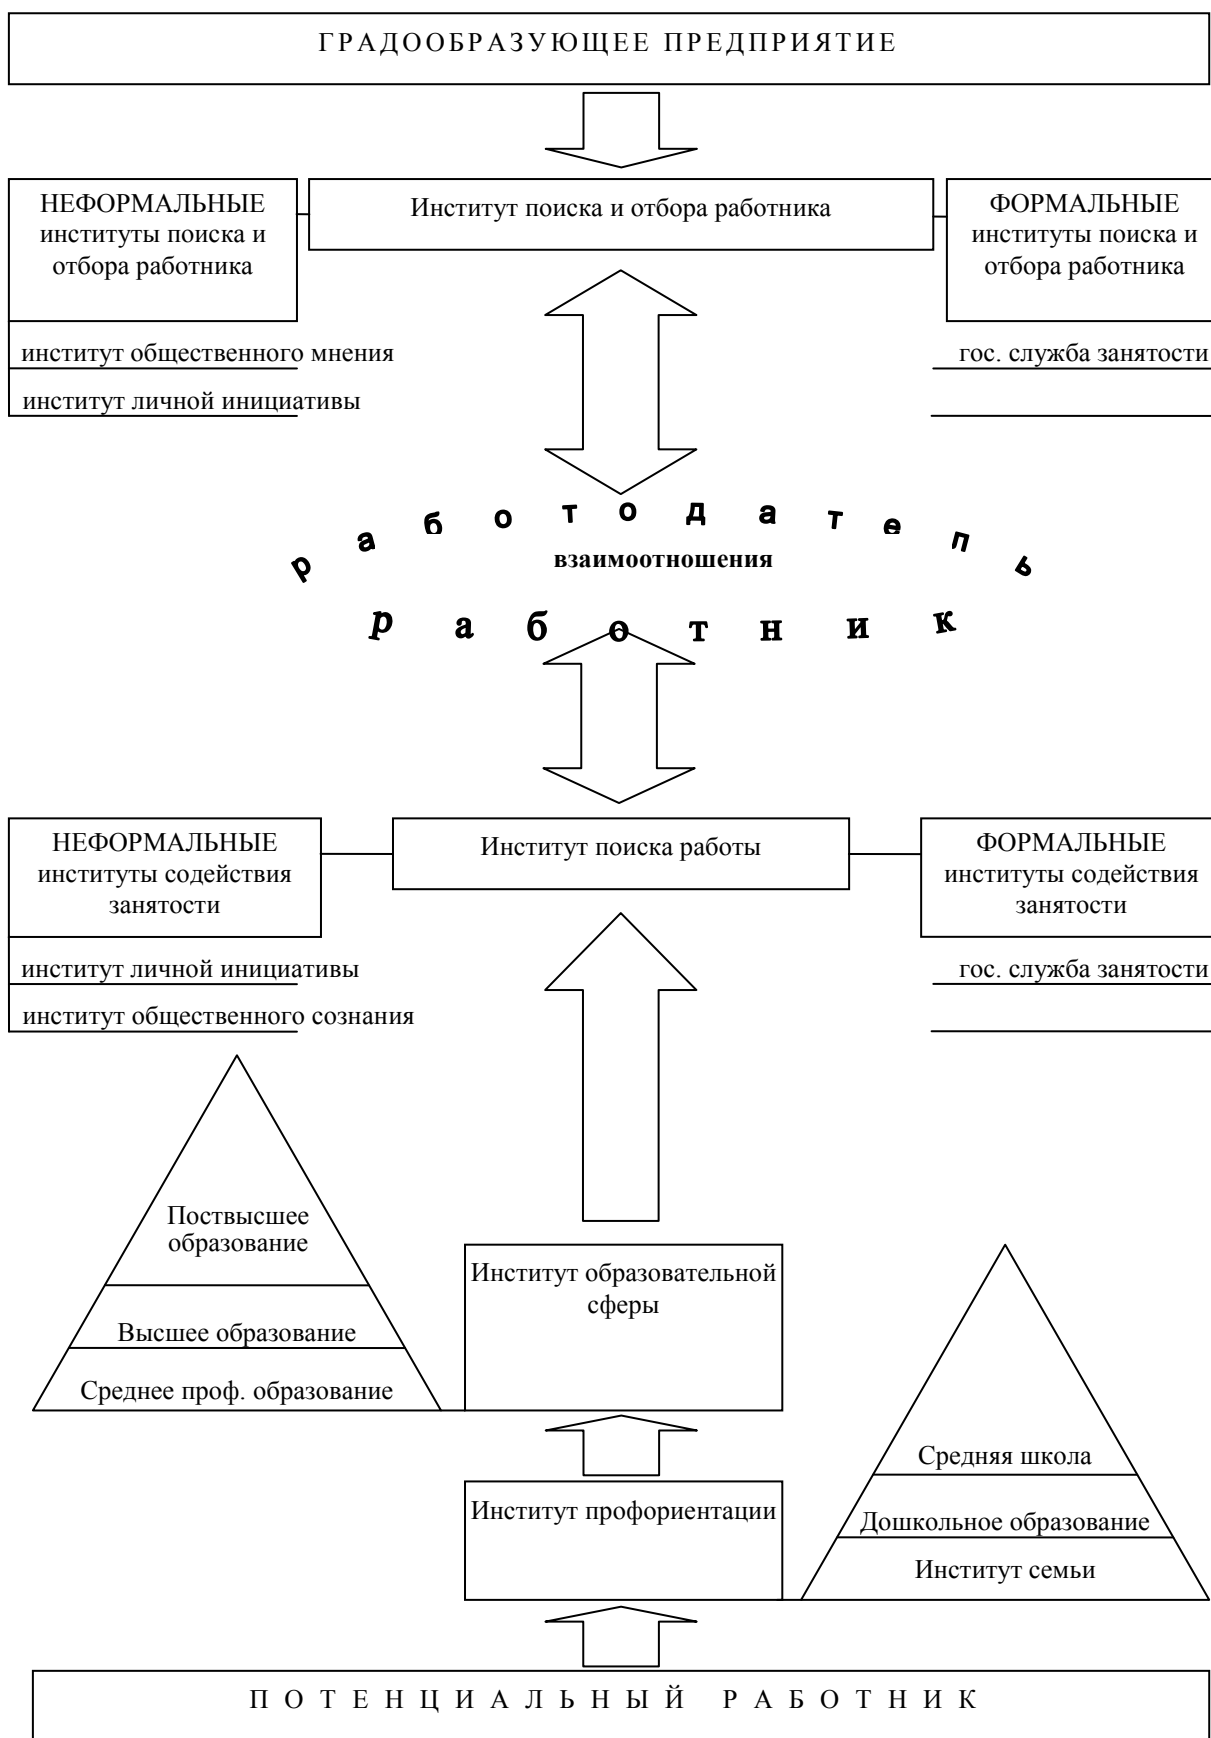 ГРАДООБРАЗУЮЩЕЕ ПРЕДПРИЯТИЕ
НЕФОРМАЛЬНЫЕ
институты поиска и
отбора работника
Институт поиска и отбора работника
ФОРМАЛЬНЫЕ
институты поиска и
отбора работника
институт общественного мнения
институт личной инициативы
гос. служба занятости
работодатель
взаимоотношения
работник
НЕФОРМАЛЬНЫЕ
институты содействия
занятости
Институт поиска работы
ФОРМАЛЬНЫЕ
институты содействия
занятости
институт личной инициативы
институт общественного сознания
гос. служба занятости
Поствысшее
образование
Высшее образование
Среднее проф. образование
Институт образовательной
сферы
Средняя школа
Дошкольное образование
Институт семьи
Институт профориентации
ПОТЕНЦИАЛЬНЫЙ РАБОТНИК